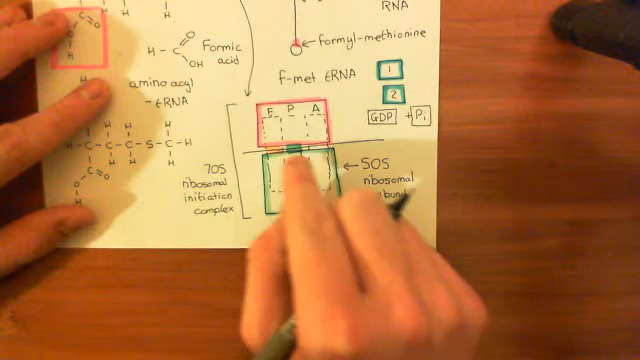 RNA
formyl-methionine
F-met tRNA
1
2
GDP + Pi
H
H
C
O
O
H
H - C
O
OH
Formic
acid
amino acyl
-tRNA
H H H
- C - C - C - S - C - H
H H H
C
O
O
H
E P A
70S
ribosomal
initiation
complex
50S
ribosomal